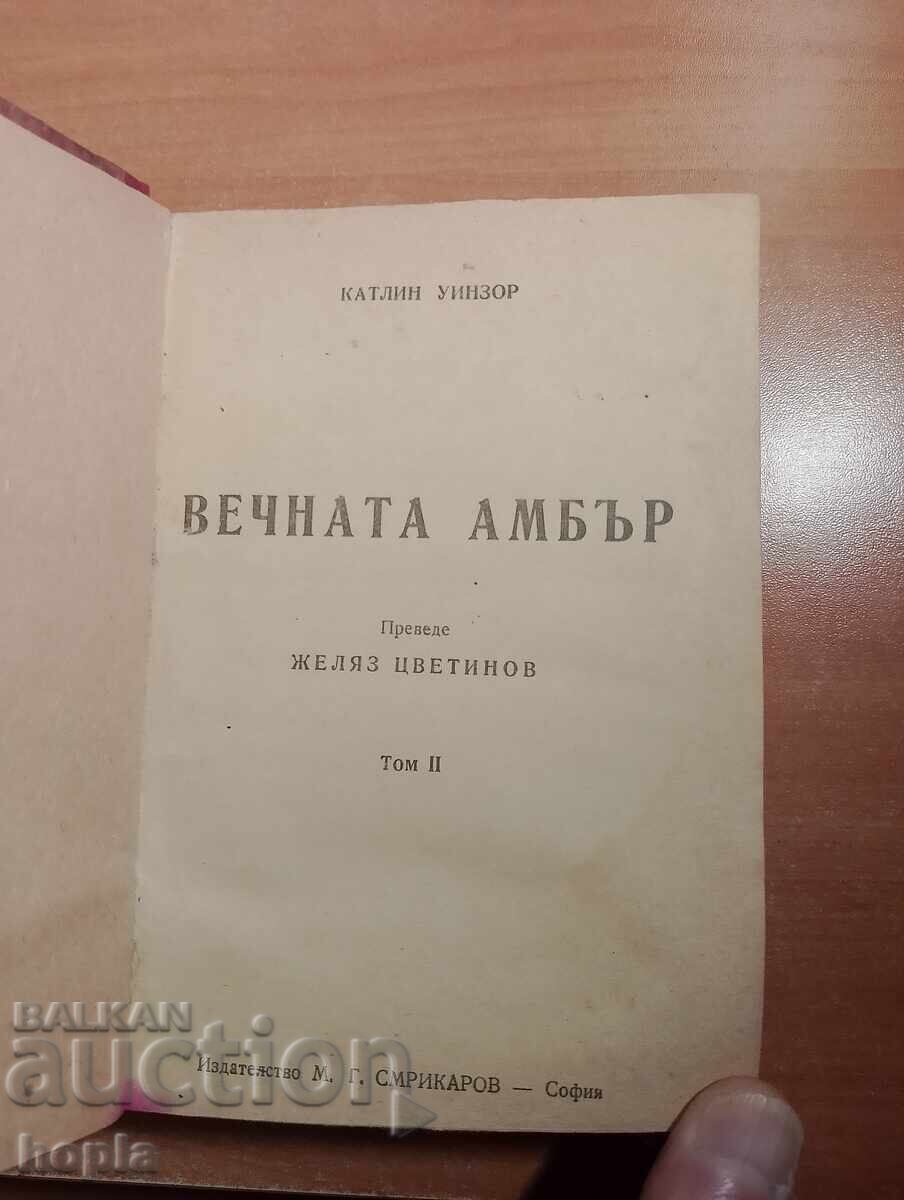 КАТЛИН УИНЗОР
ВЕЧНАТА АМБЪР
Преведе
ЖЕЛЯЗ ЦВЕТИНОВ
Том II
Издателство М. Г. СМРИКАРОВ — София
BALKAN
auction
hopla